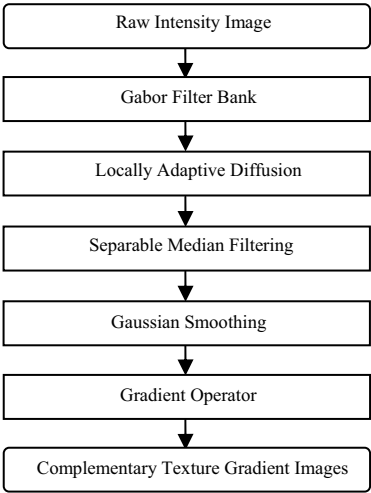 Raw Intensity Image
Gabor Filter Bank
Locally Adaptive Diffusion
Separable Median Filtering
Gaussian Smoothing
Gradient Operator
Complementary Texture Gradient Images